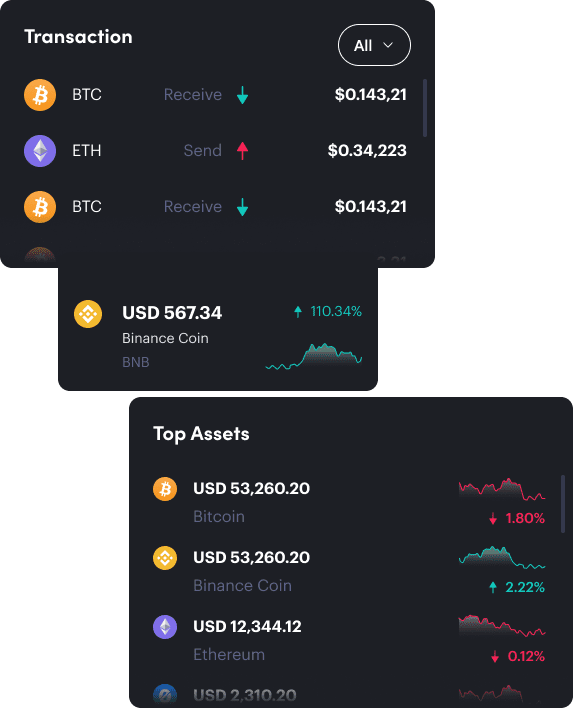 Transaction
All
BTC Receive $0.143,21
ETH Send $0.34,223
BTC Receive $0.143,21
USD 567.34 110.34%
Binance Coin
BNB
Top Assets
USD 53,260.20
Bitcoin
1.80%
USD 53,260.20
Binance Coin
2.22%
USD 12,344.12
Ethereum
0.12%
USD 2,310.20